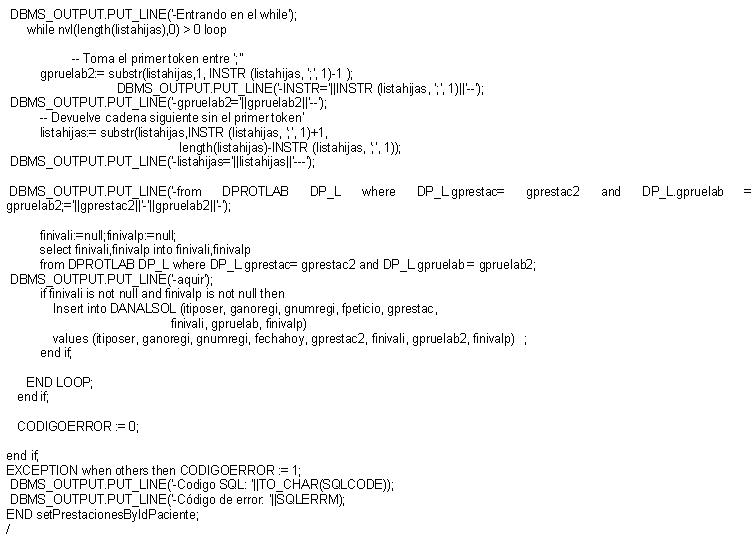 DBMS_OUTPUT.PUT_LINE('-Entrando en el while');
while nvl(length(listahijas),0) > 0 loop
-- Toma el primer token entre ';''
gpruelab2:= substr(listahijas,1, INSTR (listahijas, ';', 1)-1 );
DBMS_OUTPUT.PUT_LINE('-INSTR='||INSTR (listahijas, ';', 1)||'--');
DBMS_OUTPUT.PUT_LINE('-gpruelab2='||gpruelab2||'--');
-- Devuelve cadena siguiente sin el primer token'
listahijas:= substr(listahijas,INSTR (listahijas, ';', 1)+1,
length(listahijas)-INSTR (listahijas, ';', 1));
DBMS_OUTPUT.PUT_LINE('-listahijas='||listahijas||'---');
DBMS_OUTPUT.PUT_LINE('-from DPROTLAB DP_L where DP_L.gprestac= gprestac2 and DP_L.gpruelab =
gpruelab2;='||gprestac2||'-'||gpruelab2||'-');
finivali:=null;finivalp:=null;
select finivali,finivalp into finivali,finivalp
from DPROTLAB DP_L where DP_L.gprestac= gprestac2 and DP_L.gpruelab = gpruelab2;
DBMS_OUTPUT.PUT_LINE('-aquir');
if finivali is not null and finivalp is not null then
Insert into DANALSOL (itiposer, ganoregi, gnumregi, fpeticio, gprestac,
finivali, gpruelab, finivalp)
values (itiposer, ganoregi, gnumregi, fechahoy, gprestac2, finivali, gpruelab2, finivalp) ;
end if;
END LOOP;
end if;
CODIGOERROR := 0;
end if;
EXCEPTION when others then CODIGOERROR := 1;
DBMS_OUTPUT.PUT_LINE('-Codigo SQL: '||TO_CHAR(SQLCODE));
DBMS_OUTPUT.PUT_LINE('-Código de error: '||SQLERRM);
END setPrestacionesByIdPaciente;
/